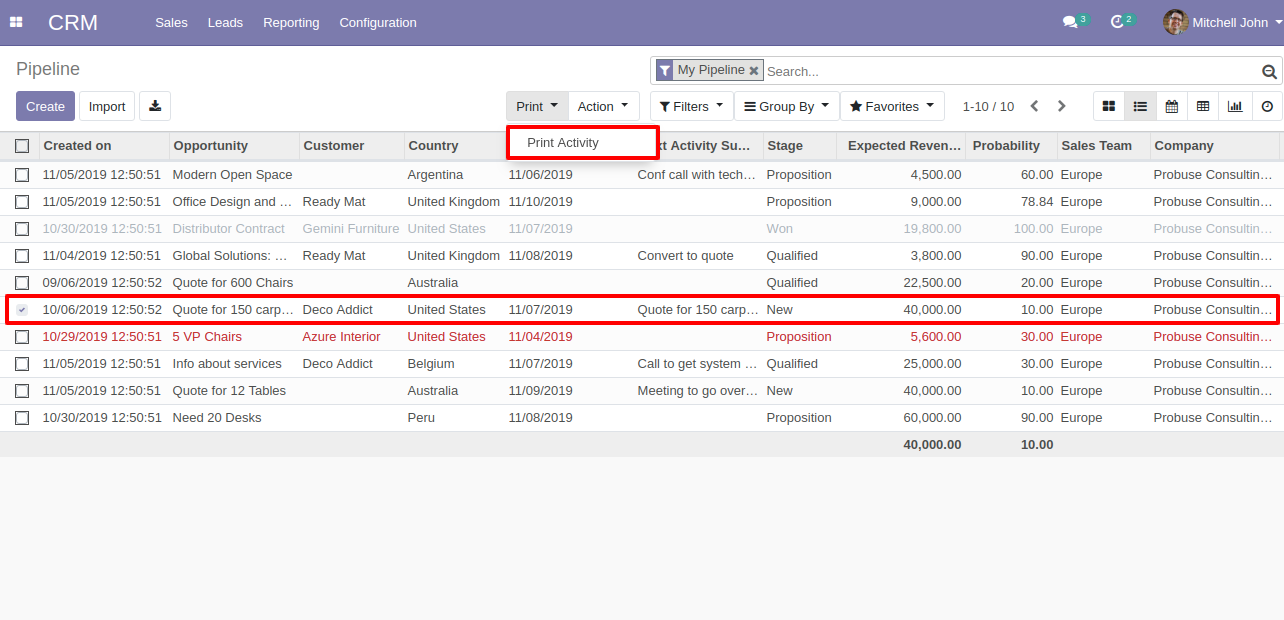 CRM Sales Leads Reporting Configuration 3 2 Mitchell John
Pipeline
My Pipeline Search...
Create Import Print Action Filters Group By Favorites 1-10 / 10
Print Activity
Created on Opportunity Customer Country t Activity Su... Stage Expected Reven... Probability Sales Team Company
11/05/2019 12:50:51 Modern Open Space Argentina 11/06/2019 Conf call with tech... Proposition 4,500.00 60.00 Europe Probuse Consultin...
11/05/2019 12:50:51 Office Design and ... Ready Mat United Kingdom 11/10/2019 Proposition 9,000.00 78.84 Europe Probuse Consultin...
10/30/2019 12:50:51 Distributor Contract Gemini Furniture United States 11/07/2019 Won 19,800.00 100.00 Europe Probuse Consultin...
11/04/2019 12:50:51 Global Solutions: ... Ready Mat United Kingdom 11/08/2019 Convert to quote Qualified 3,800.00 90.00 Europe Probuse Consultin...
09/06/2019 12:50:52 Quote for 600 Chairs Australia Qualified 22,500.00 20.00 Europe Probuse Consultin...
10/06/2019 12:50:52 Quote for 150 carp... Deco Addict United States 11/07/2019 Quote for 150 carp... New 40,000.00 10.00 Europe Probuse Consultin...
10/29/2019 12:50:51 5 VP Chairs Azure Interior United States 11/04/2019 Proposition 5,600.00 30.00 Europe Probuse Consultin...
11/05/2019 12:50:51 Info about services Deco Addict Belgium 11/07/2019 Call to get system ... Qualified 25,000.00 30.00 Europe Probuse Consultin...
11/05/2019 12:50:51 Quote for 12 Tables Australia 11/09/2019 Meeting to go over... New 40,000.00 10.00 Europe Probuse Consultin...
10/30/2019 12:50:51 Need 20 Desks Peru 11/08/2019 Proposition 60,000.00 90.00 Europe Probuse Consultin...
40,000.00 10.00